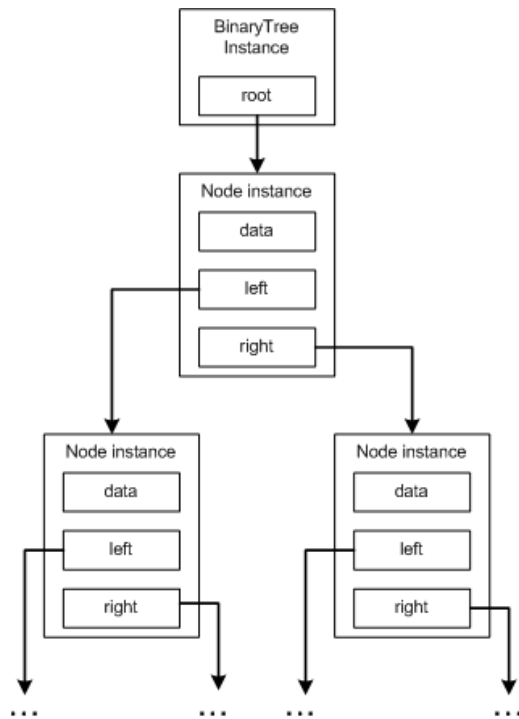 BinaryTree
Instance
root
Node instance
data
left
right
Node instance
data
left
right
Node instance
data
left
right
... ... ... ...